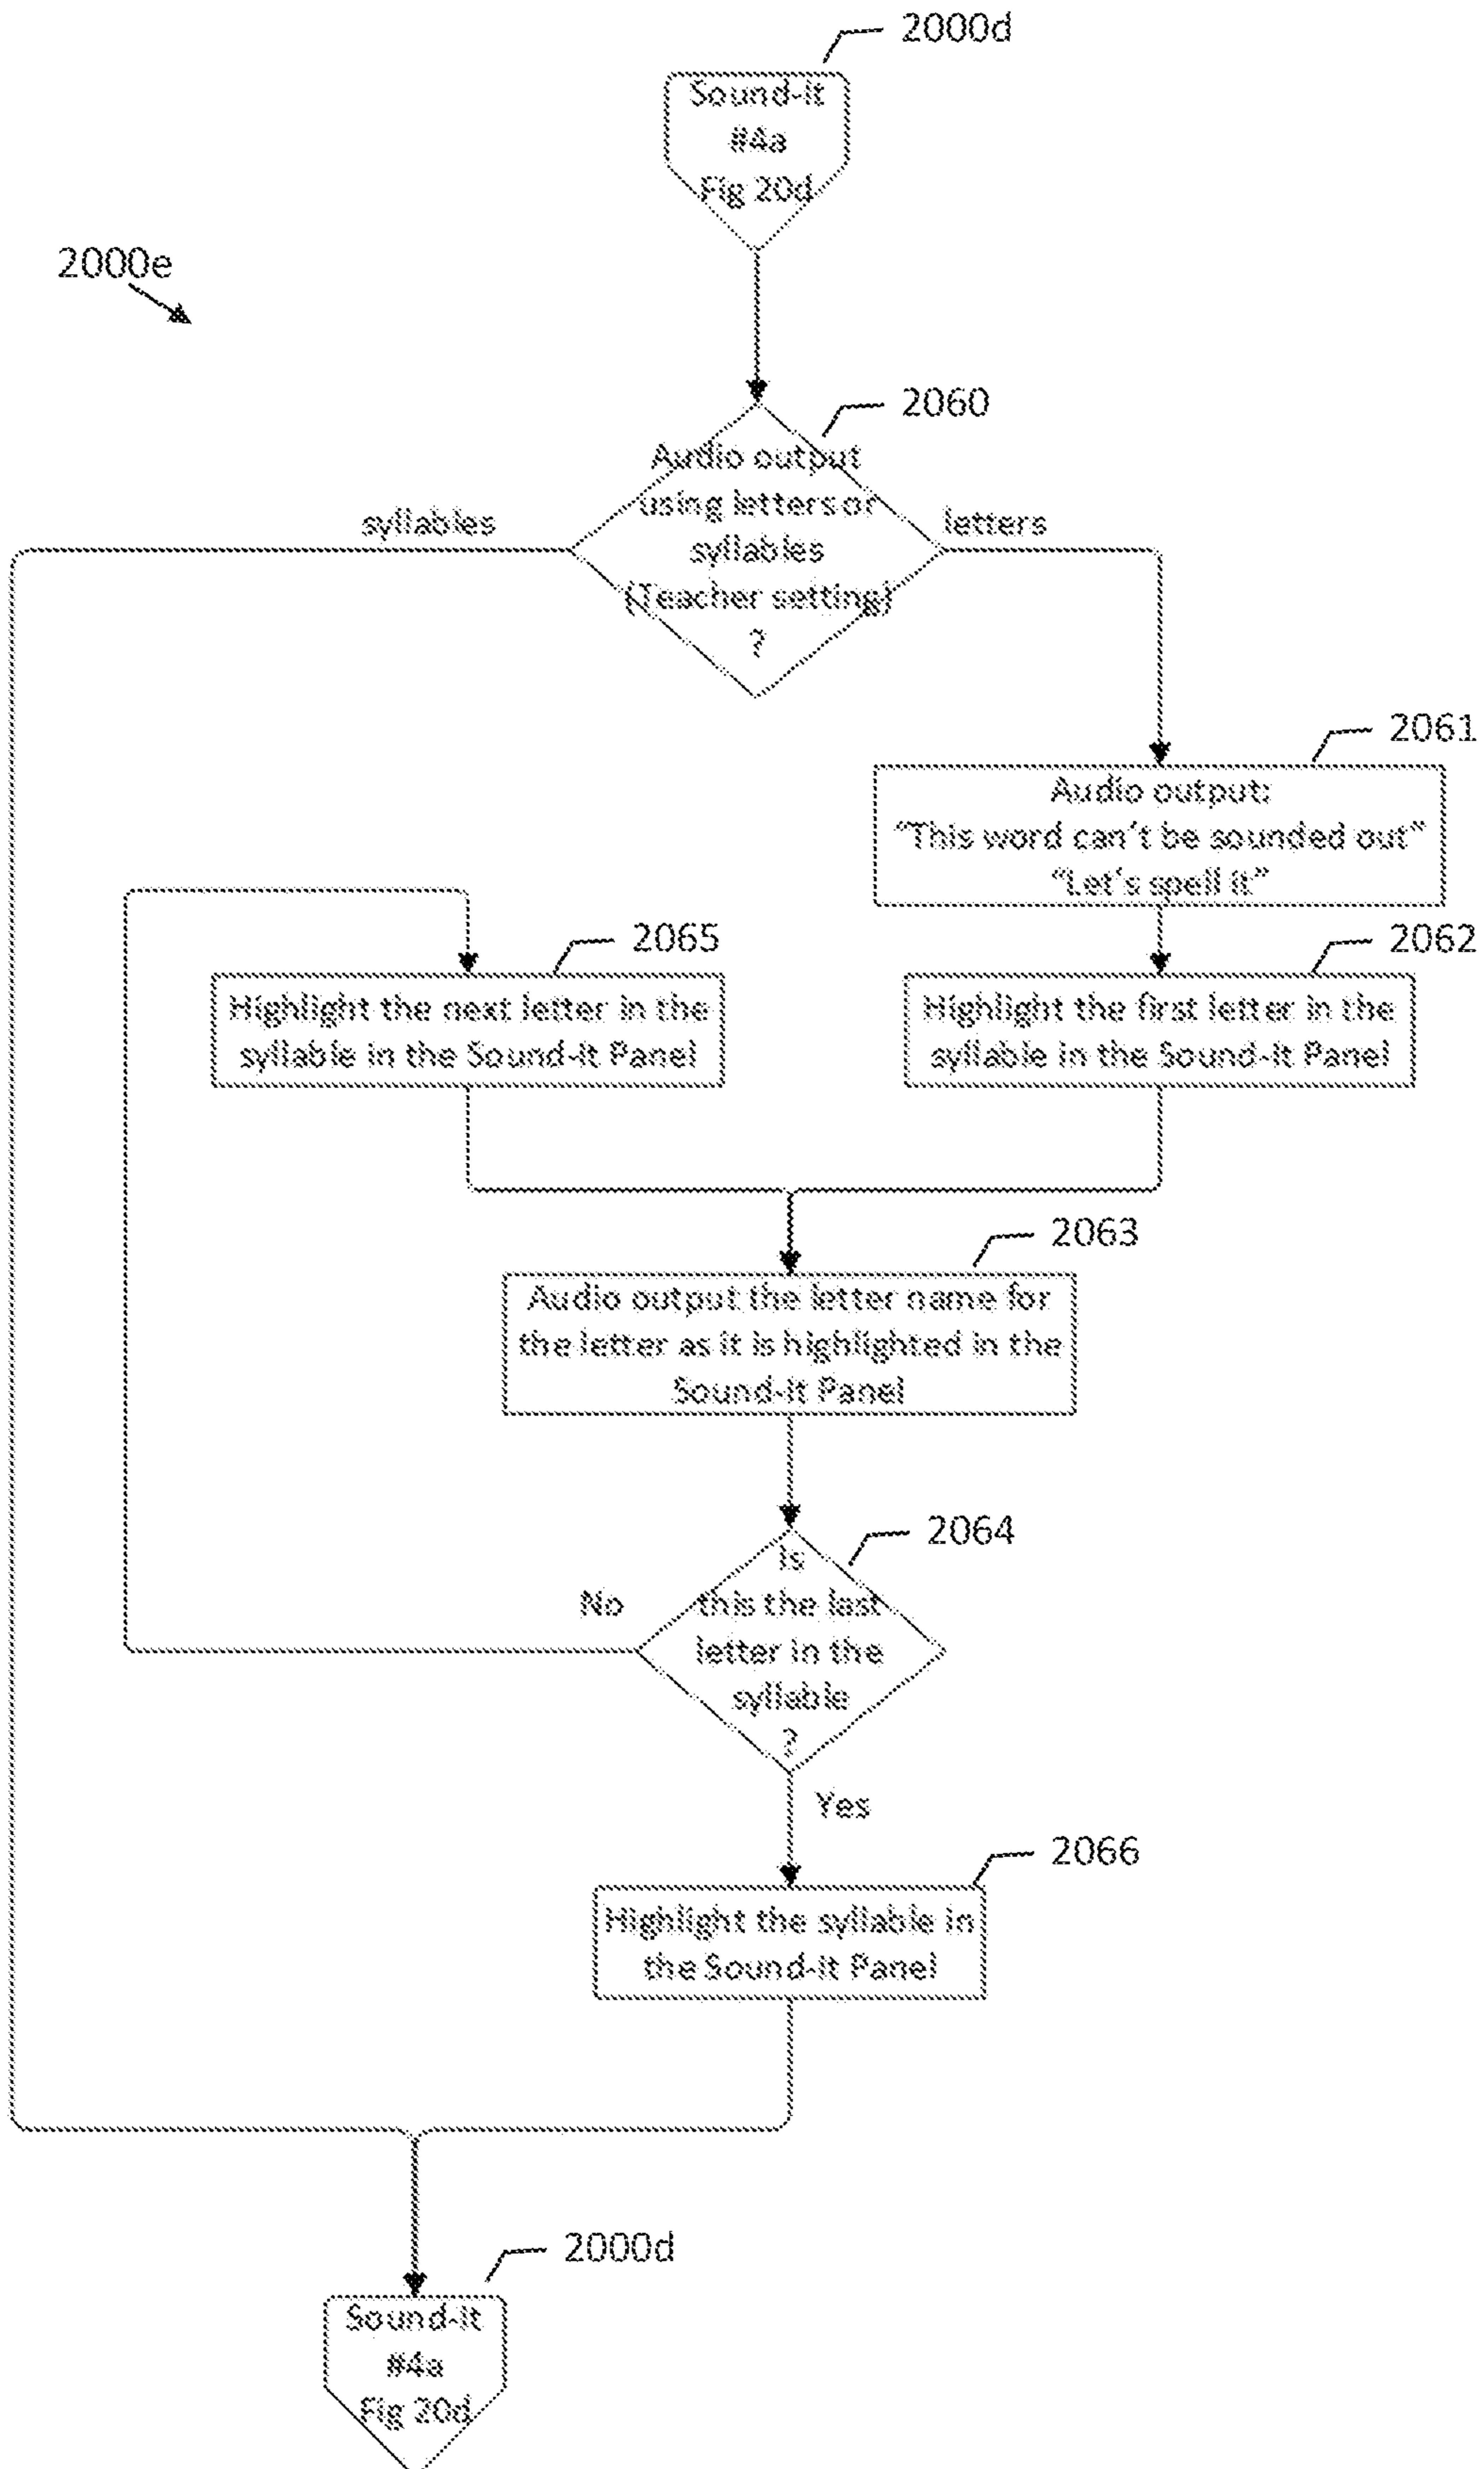 2000d
Sound-it
#4a
Fig 20d
2000e
2060
Audio output
using letters or
syllables
(Teacher setting)
?
syllables
letters
2061
Audio output:
“This word can’t be sounded out”
“Let’s spell it”
2065
Highlight the next letter in the
syllable in the Sound-it Panel
2062
Highlight the first letter in the
syllable in the Sound-it Panel
2063
Audio output the letter name for
the letter as it is highlighted in the
Sound-it Panel
2064
Is
this the last
letter in the
syllable
?
No
Yes
2066
Highlight the syllable in
the Sound-it Panel
2000d
Sound-it
#4a
Fig 20d